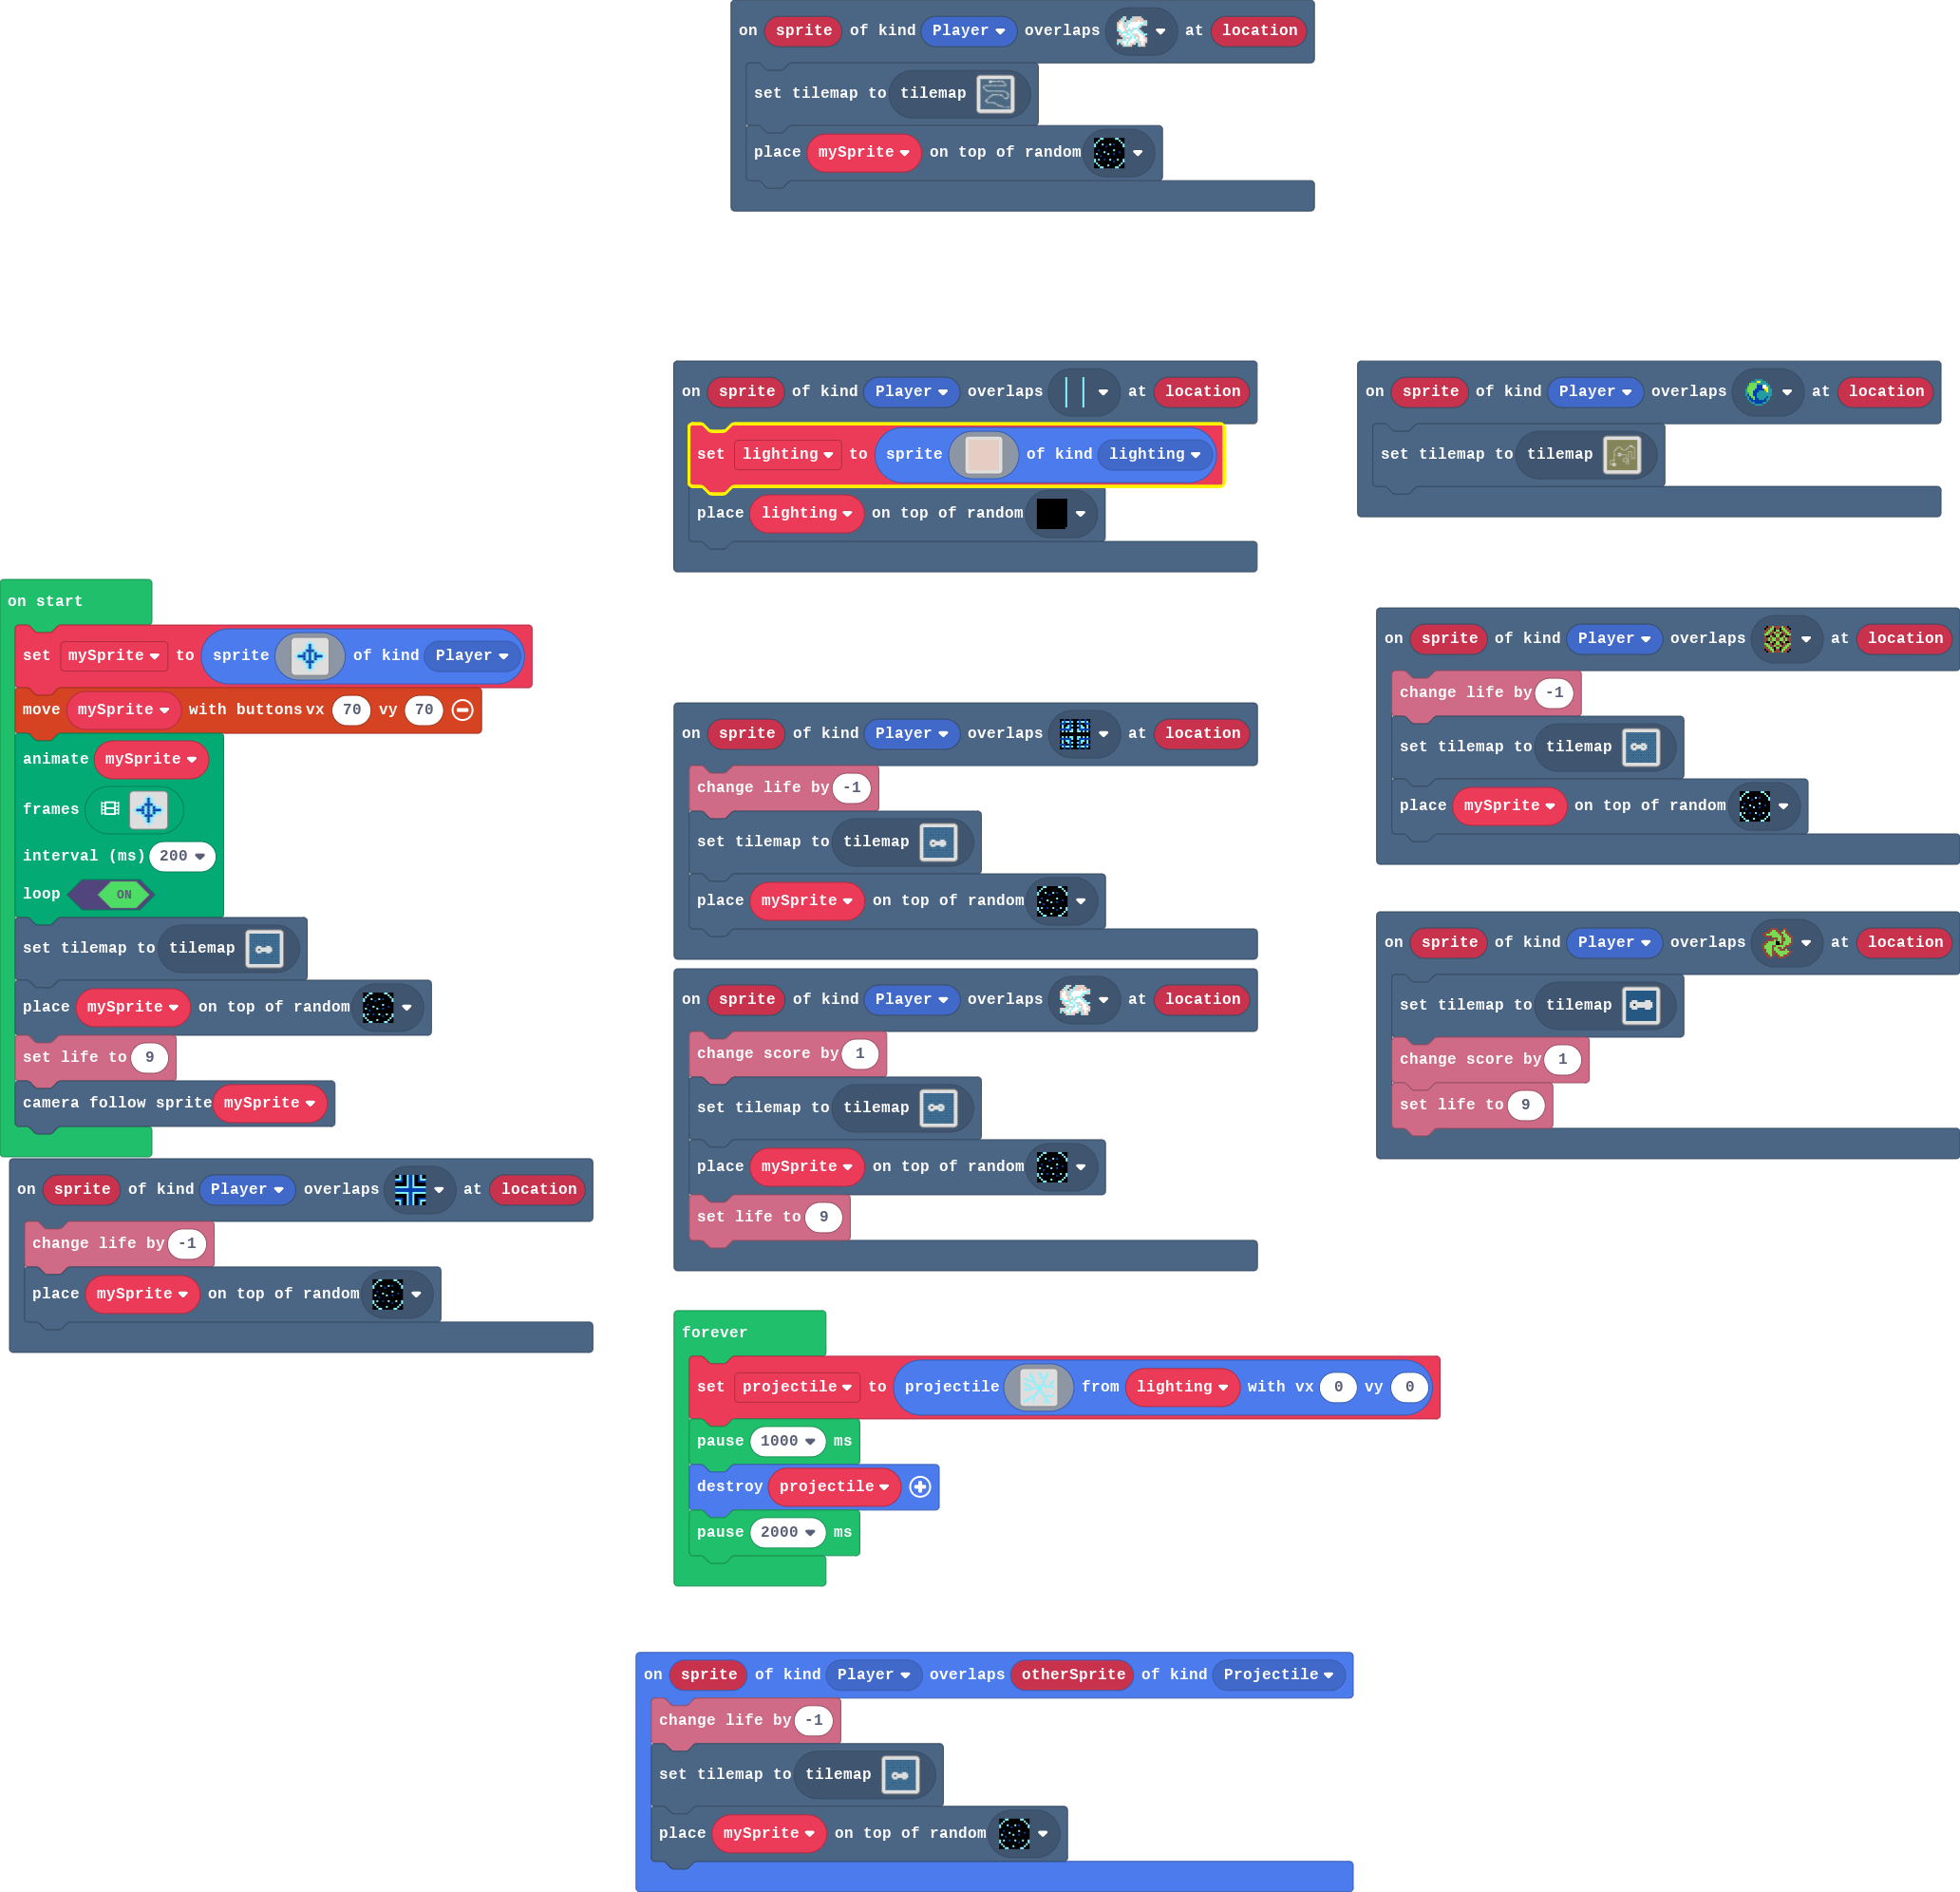 on sprite of kind Player overlaps at location
set tilemap to tilemap
place mySprite on top of random
on sprite of kind Player overlaps at location
set lighting to sprite of kind lighting
place lighting on top of random
on sprite of kind Player overlaps at location
set tilemap to tilemap
on start
set mySprite to sprite of kind Player
move mySprite with buttons vx 70 vy 70
animate mySprite
frames
interval (ms) 200
loop ON
set tilemap to tilemap
place mySprite on top of random
set life to 9
camera follow sprite mySprite
on sprite of kind Player overlaps at location
change life by -1
set tilemap to tilemap
place mySprite on top of random
on sprite of kind Player overlaps at location
change life by -1
set tilemap to tilemap
place mySprite on top of random
on sprite of kind Player overlaps at location
change score by 1
set tilemap to tilemap
place mySprite on top of random
set life to 9
on sprite of kind Player overlaps at location
set tilemap to tilemap
change score by 1
set life to 9
on sprite of kind Player overlaps at location
change life by -1
place mySprite on top of random
forever
set projectile to projectile from lighting with vx 0 vy 0
pause 1000 ms
destroy projectile
pause 2000 ms
on sprite of kind Player overlaps otherSprite of kind Projectile
change life by -1
set tilemap to tilemap
place mySprite on top of random